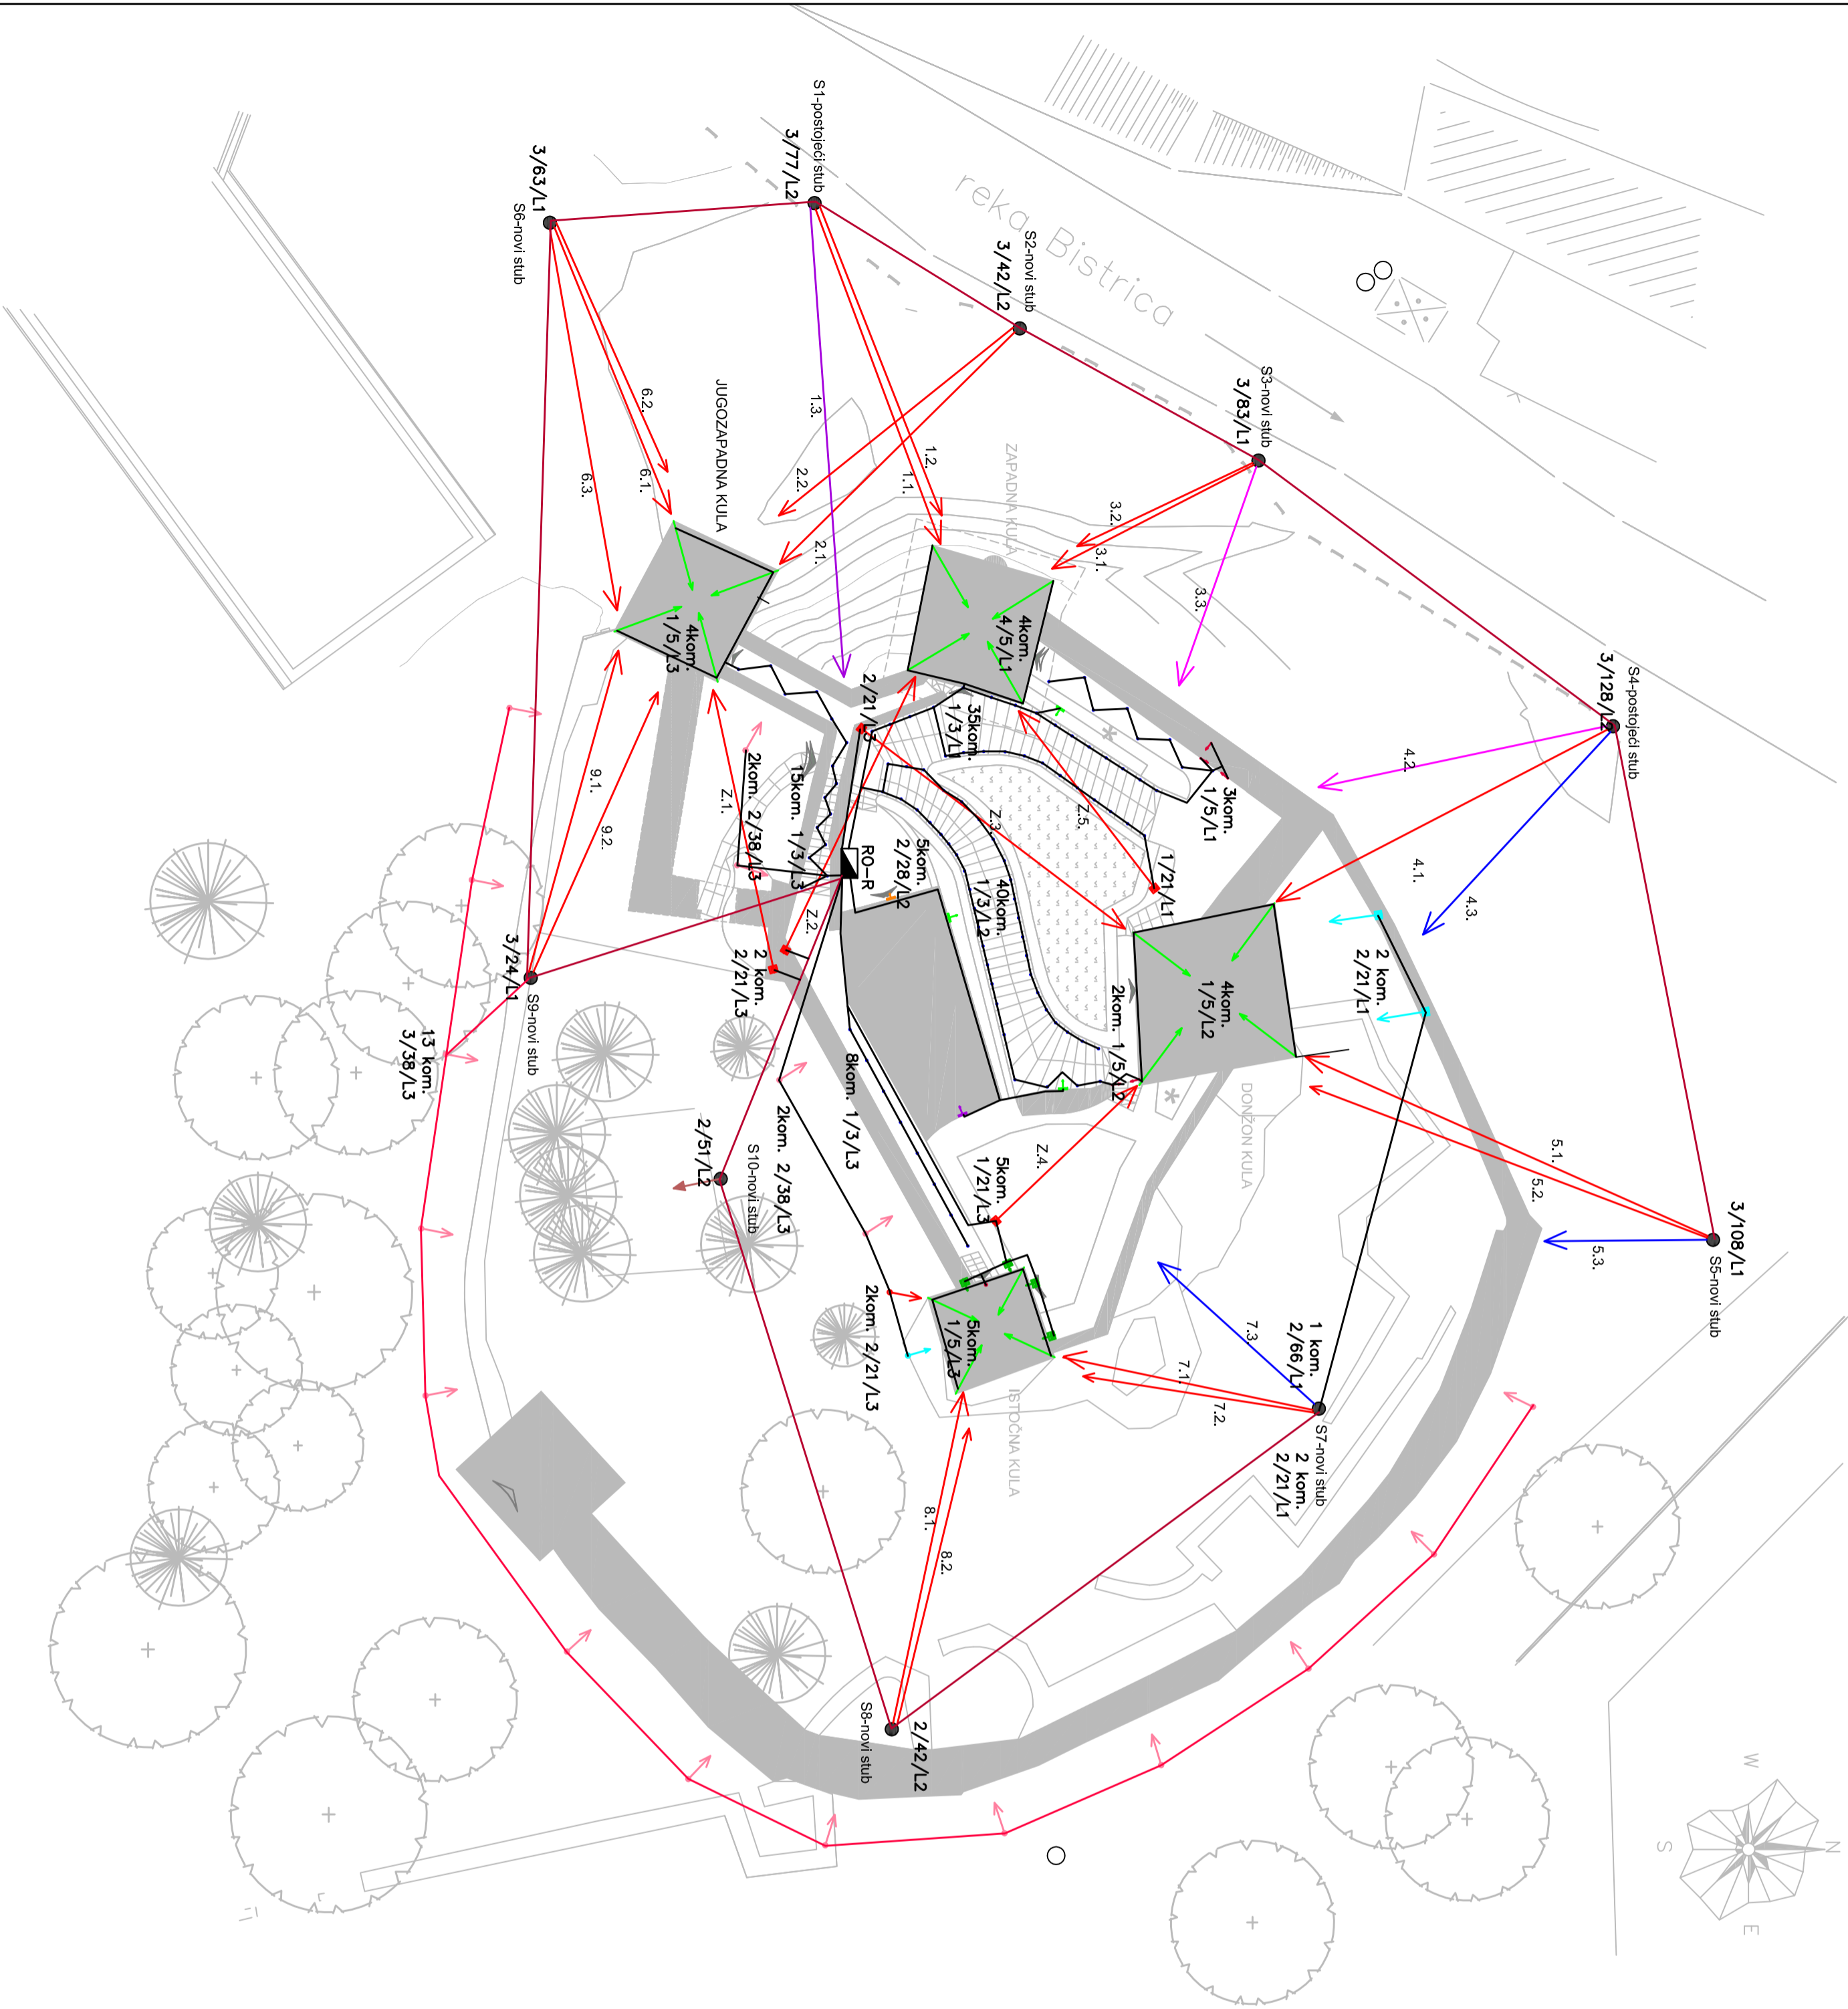 S1-postojeći stub
3/77/L2
3/63/L1
S6-novi stub
reka Bistrica
S2-novi stub
3/42/L2
S3-novi stub
3/83/L1
S4-postojeći stub
3/128/L2
3/108/L1
S5-novi stub
1.3.
1.2.
1.1.
2.2.
2.1.
3.2.
3.1.
3.3.
4.2.
4.1.
4.3.
5.1.
5.2.
5.3.
6.2.
6.1.
6.3.
JUGOZAPADNA KULA
ZAPADNA KULA
4kom.
1/5/L3
4kom.
4/5/L1
2/21/L3
35kom.
1/3/L1
3kom.
1/5/L1
2kom. 2/38/L3
15kom. 1/3/L3
RO-R
5kom.
2/28/L2
40kom.
1/3/L2
1/21/L1
Z.1.
Z.2.
Z.3.
Z.5.
Z.4.
9.1.
9.2.
3/24/L1
S9-novi stub
2 kom.
2/21/L3
2 kom.
2/21/L1
4kom.
1/5/L2
2kom. 1/5/L2
DONŽON KULA
13 kom.
3/38/L3
8kom. 1/3/L3
2/51/L2
S10-novi stub
2kom. 2/38/L3
5kom.
1/21/L3
2kom. 2/21/L3
5kom.
1/5/L3
ISTOČNA KULA
7.3.
7.1.
7.2.
1 kom.
2/66/L1
S7-novi stub
2 kom.
2/21/L1
8.1.
8.2.
2/42/L2
S8-novi stub
W
N
S
E